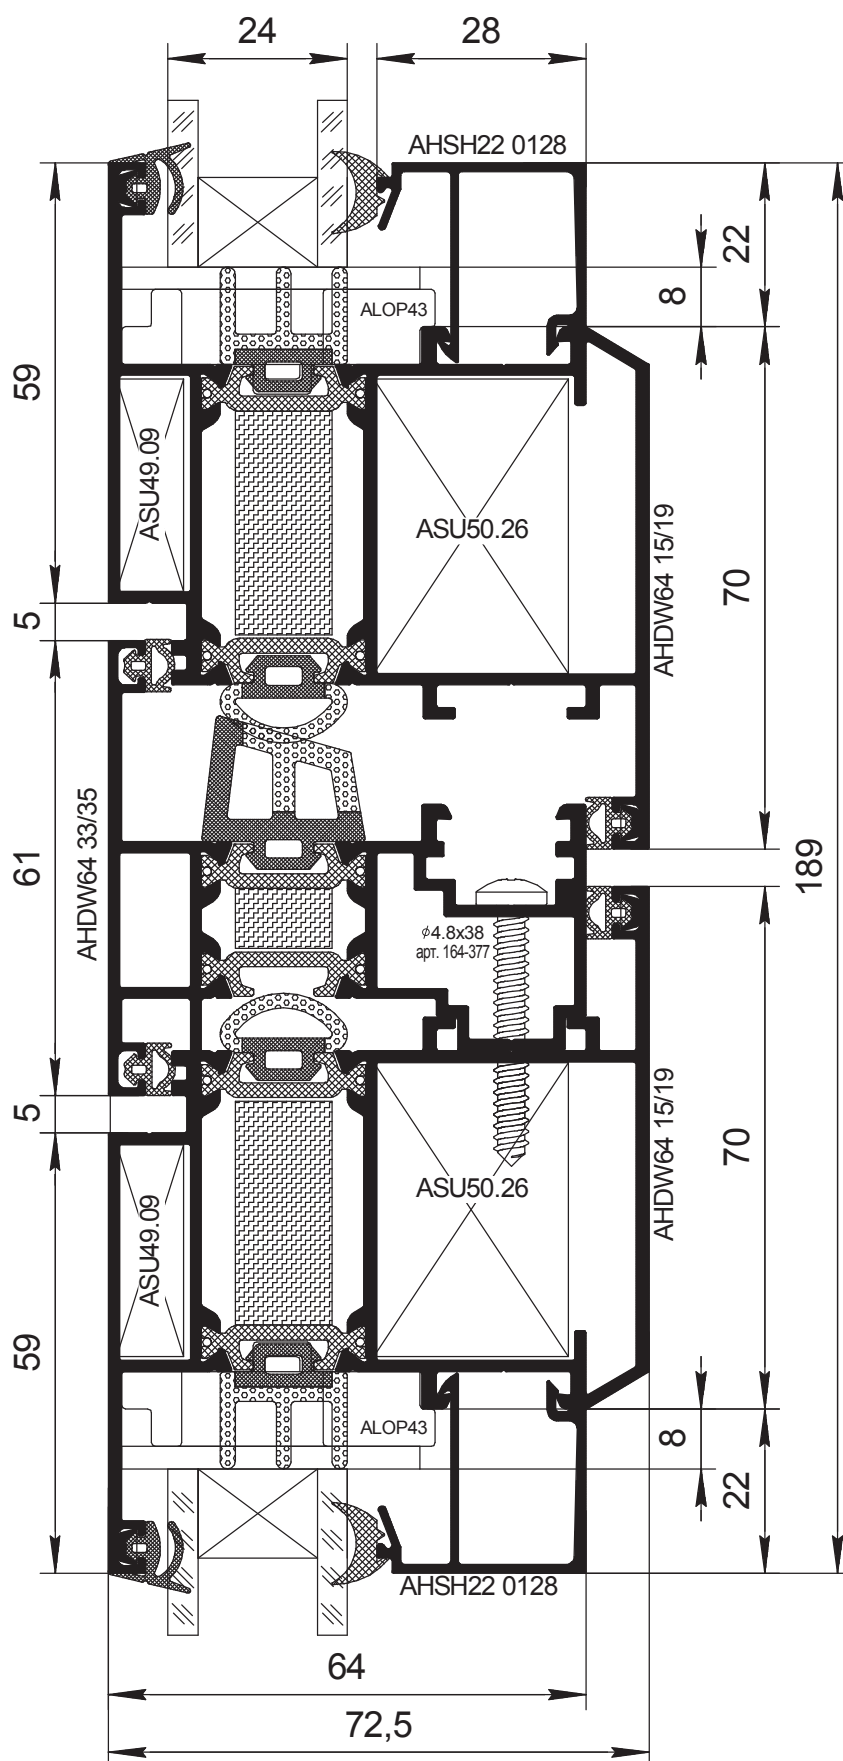 24
28
AHSH22 0128
22
8
ALOP43
59
ASU49.09
ASU50.26
AHDW64 15/19
70
5
AHDW64 33/35
61
189
ϕ4.8x38
арт. 164-377
5
AHDW64 15/19
70
ASU50.26
ASU49.09
59
ALOP43
8
22
AHSH22 0128
64
72,5